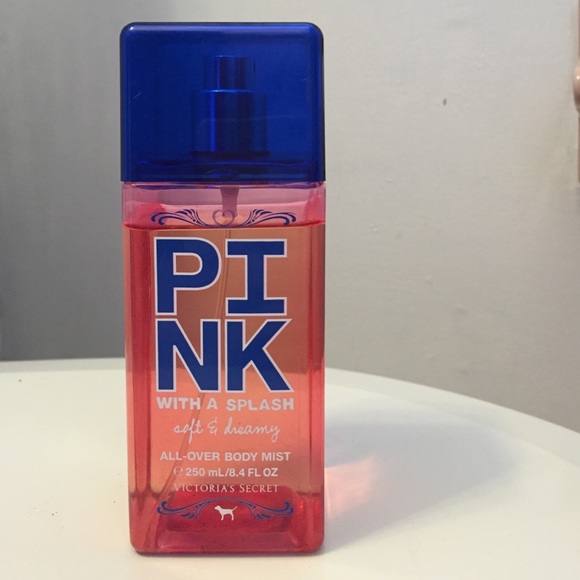 PI
NK
WITH A SPLASH
soft & dreamy
ALL-OVER BODY MIST
℮ 250 mL/8.4 FL OZ
VICTORIA'S SECRET